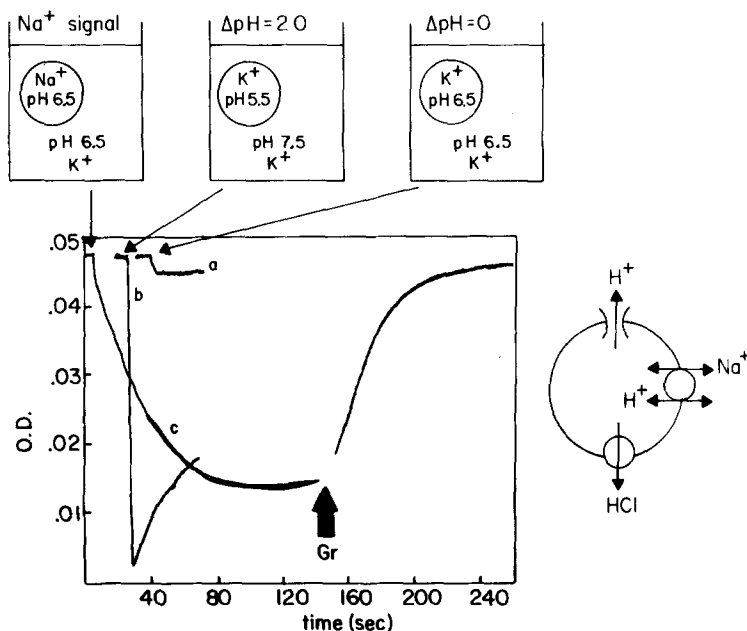 Na⁺ signal
Na⁺
pH 6.5
pH 6.5
K⁺
ΔpH = 2.0
K⁺
pH 5.5
pH 7.5
K⁺
ΔpH = 0
K⁺
pH 6.5
pH 6.5
K⁺
.05
.04
.03
.02
.01
O.D.
a
b
c
Gr
40
80
120
160
200
240
time (sec)
H⁺
Na⁺
H⁺
HCl